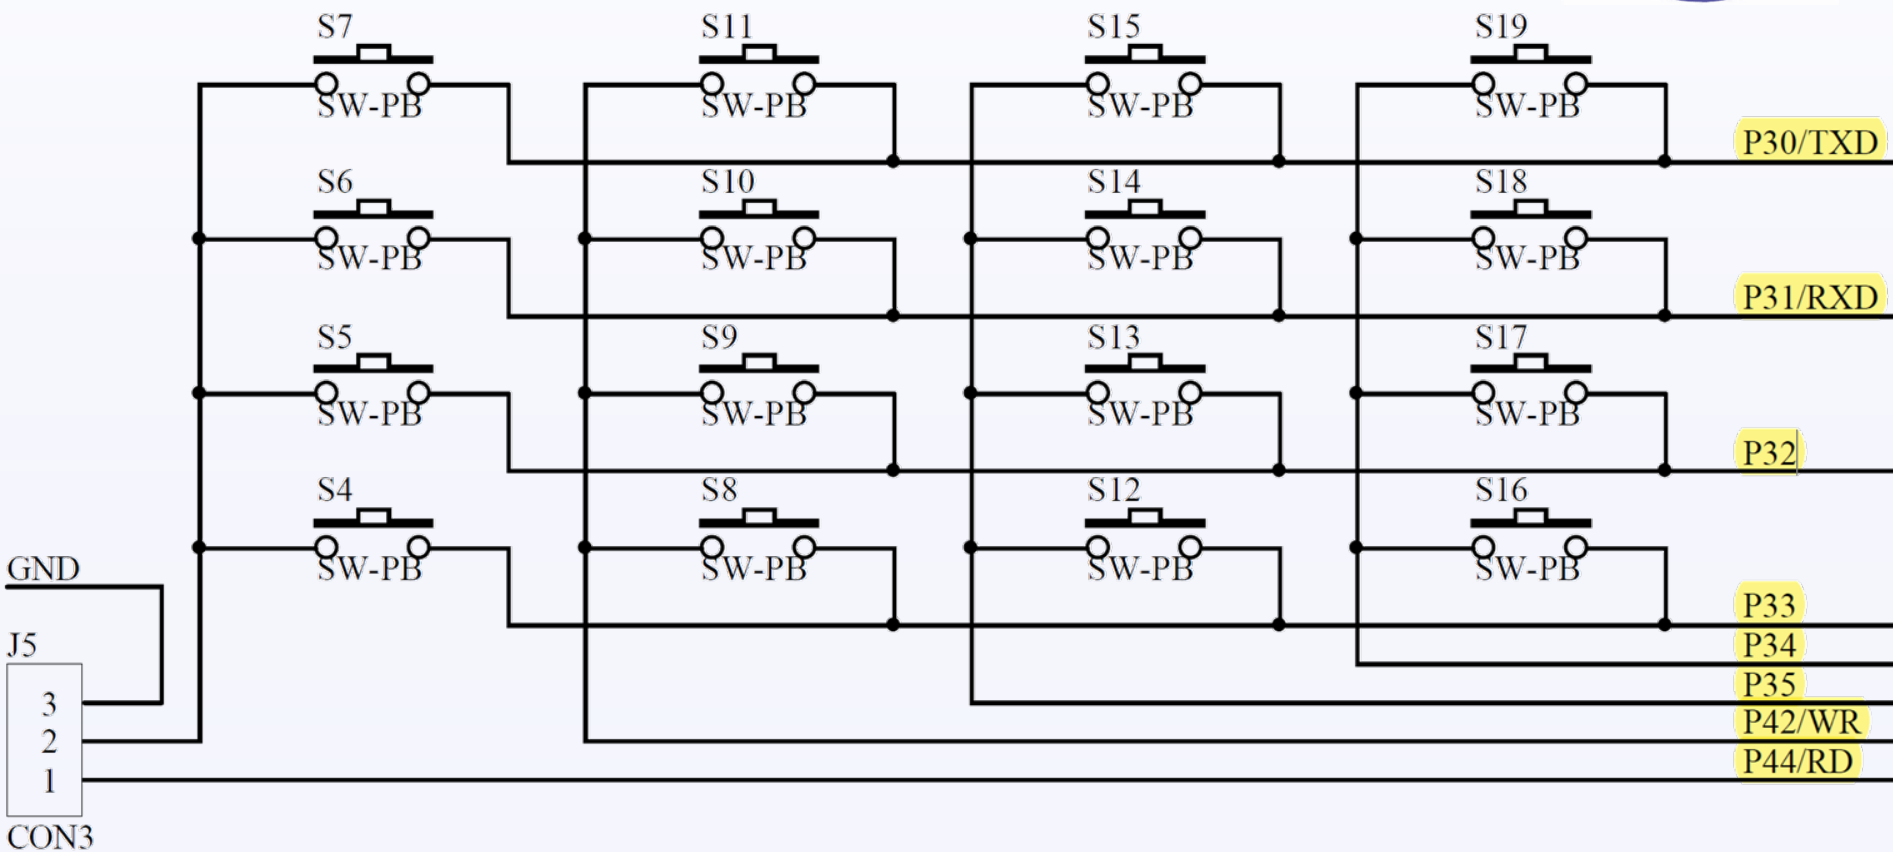 S7 S11 S15 S19
SW-PB SW-PB SW-PB SW-PB
P30/TXD
S6 S10 S14 S18
SW-PB SW-PB SW-PB SW-PB
P31/RXD
S5 S9 S13 S17
SW-PB SW-PB SW-PB SW-PB
P32
S4 S8 S12 S16
SW-PB SW-PB SW-PB SW-PB
GND
P33
J5 P34
P35
3
P42/WR
2
P44/RD
1
CON3